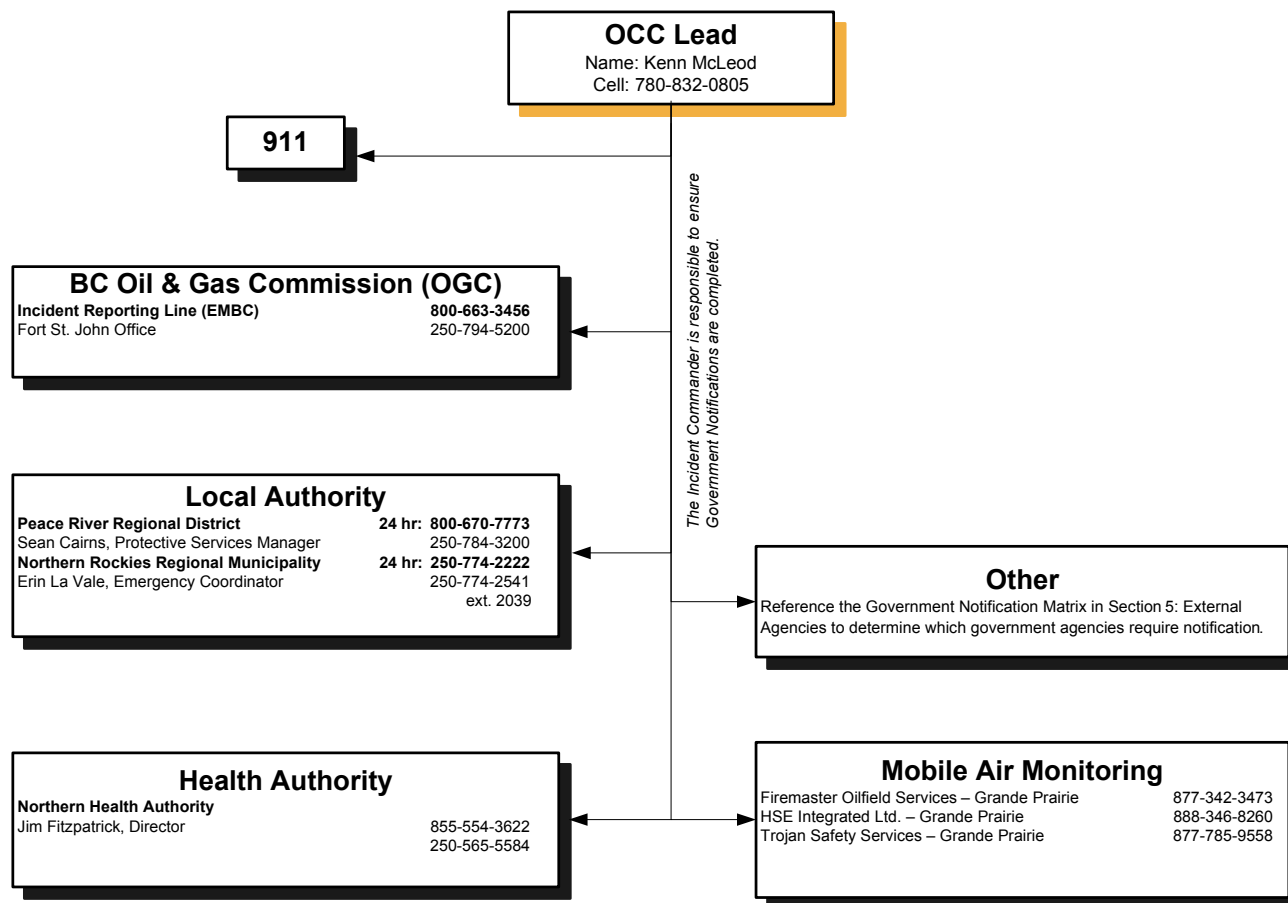 OCC Lead
Name: Kenn McLeod
Cell: 780-832-0805
911
The Incident Commander is responsible to ensure
Government Notifications are completed.
BC Oil & Gas Commission (OGC)
Incident Reporting Line (EMBC) 800-663-3456
Fort St. John Office 250-794-5200
Local Authority
Peace River Regional District 24 hr: 800-670-7773
Sean Cairns, Protective Services Manager 250-784-3200
Northern Rockies Regional Municipality 24 hr: 250-774-2222
Erin La Vale, Emergency Coordinator 250-774-2541
ext. 2039
Other
Reference the Government Notification Matrix in Section 5: External
Agencies to determine which government agencies require notification.
Health Authority
Northern Health Authority
Jim Fitzpatrick, Director 855-554-3622
250-565-5584
Mobile Air Monitoring
Firemaster Oilfield Services – Grande Prairie 877-342-3473
HSE Integrated Ltd. – Grande Prairie 888-346-8260
Trojan Safety Services – Grande Prairie 877-785-9558